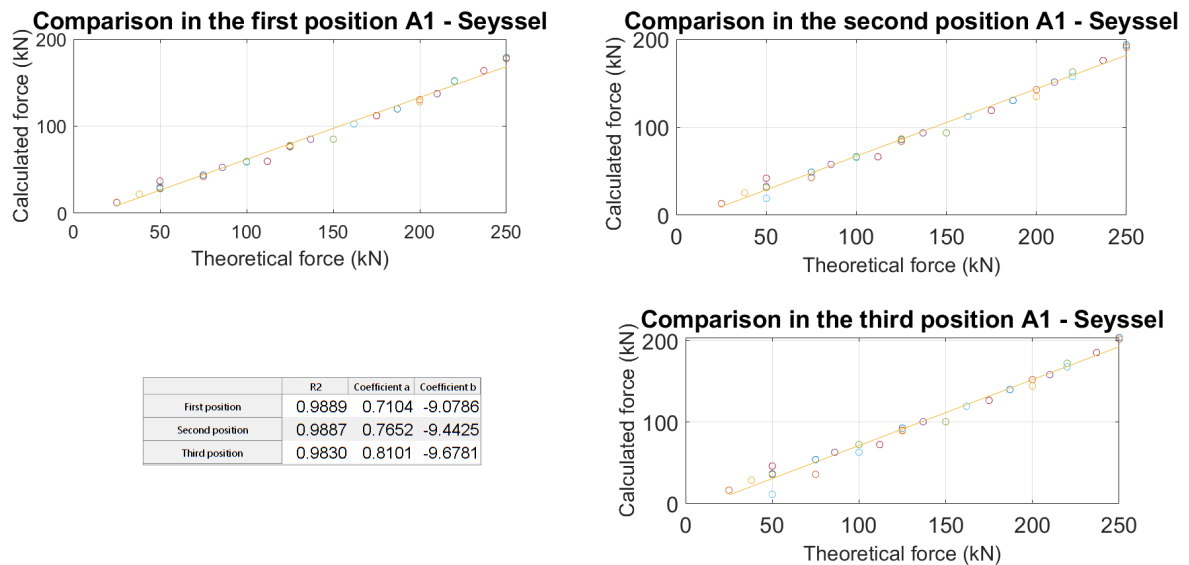 Comparison in the first position A1 - Seyssel
Calculated force (kN)
200
100
0
0 50 100 150 200 250
Theoretical force (kN)
Comparison in the second position A1 - Seyssel
Calculated force (kN)
200
100
0
0 50 100 150 200 250
Theoretical force (kN)
R2 Coefficient a Coefficient b
First position 0.9889 0.7104 -9.0786
Second position 0.9887 0.7652 -9.4425
Third position 0.9830 0.8101 -9.6781
Comparison in the third position A1 - Seyssel
Calculated force (kN)
200
100
0
0 50 100 150 200 250
Theoretical force (kN)